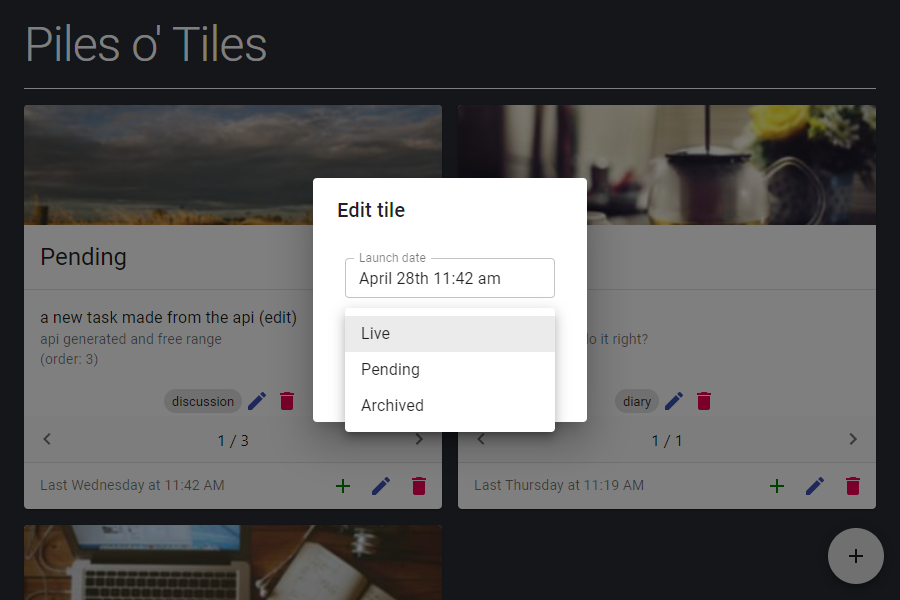 Piles o' Tiles
Edit tile
Launch date
April 28th 11:42 am
Live
Pending
Archived
Pending
a new task made from the api (edit)
api generated and free range
(order: 3)
discussion
1 / 3
Last Wednesday at 11:42 AM
it right?
diary
1 / 1
Last Thursday at 11:19 AM